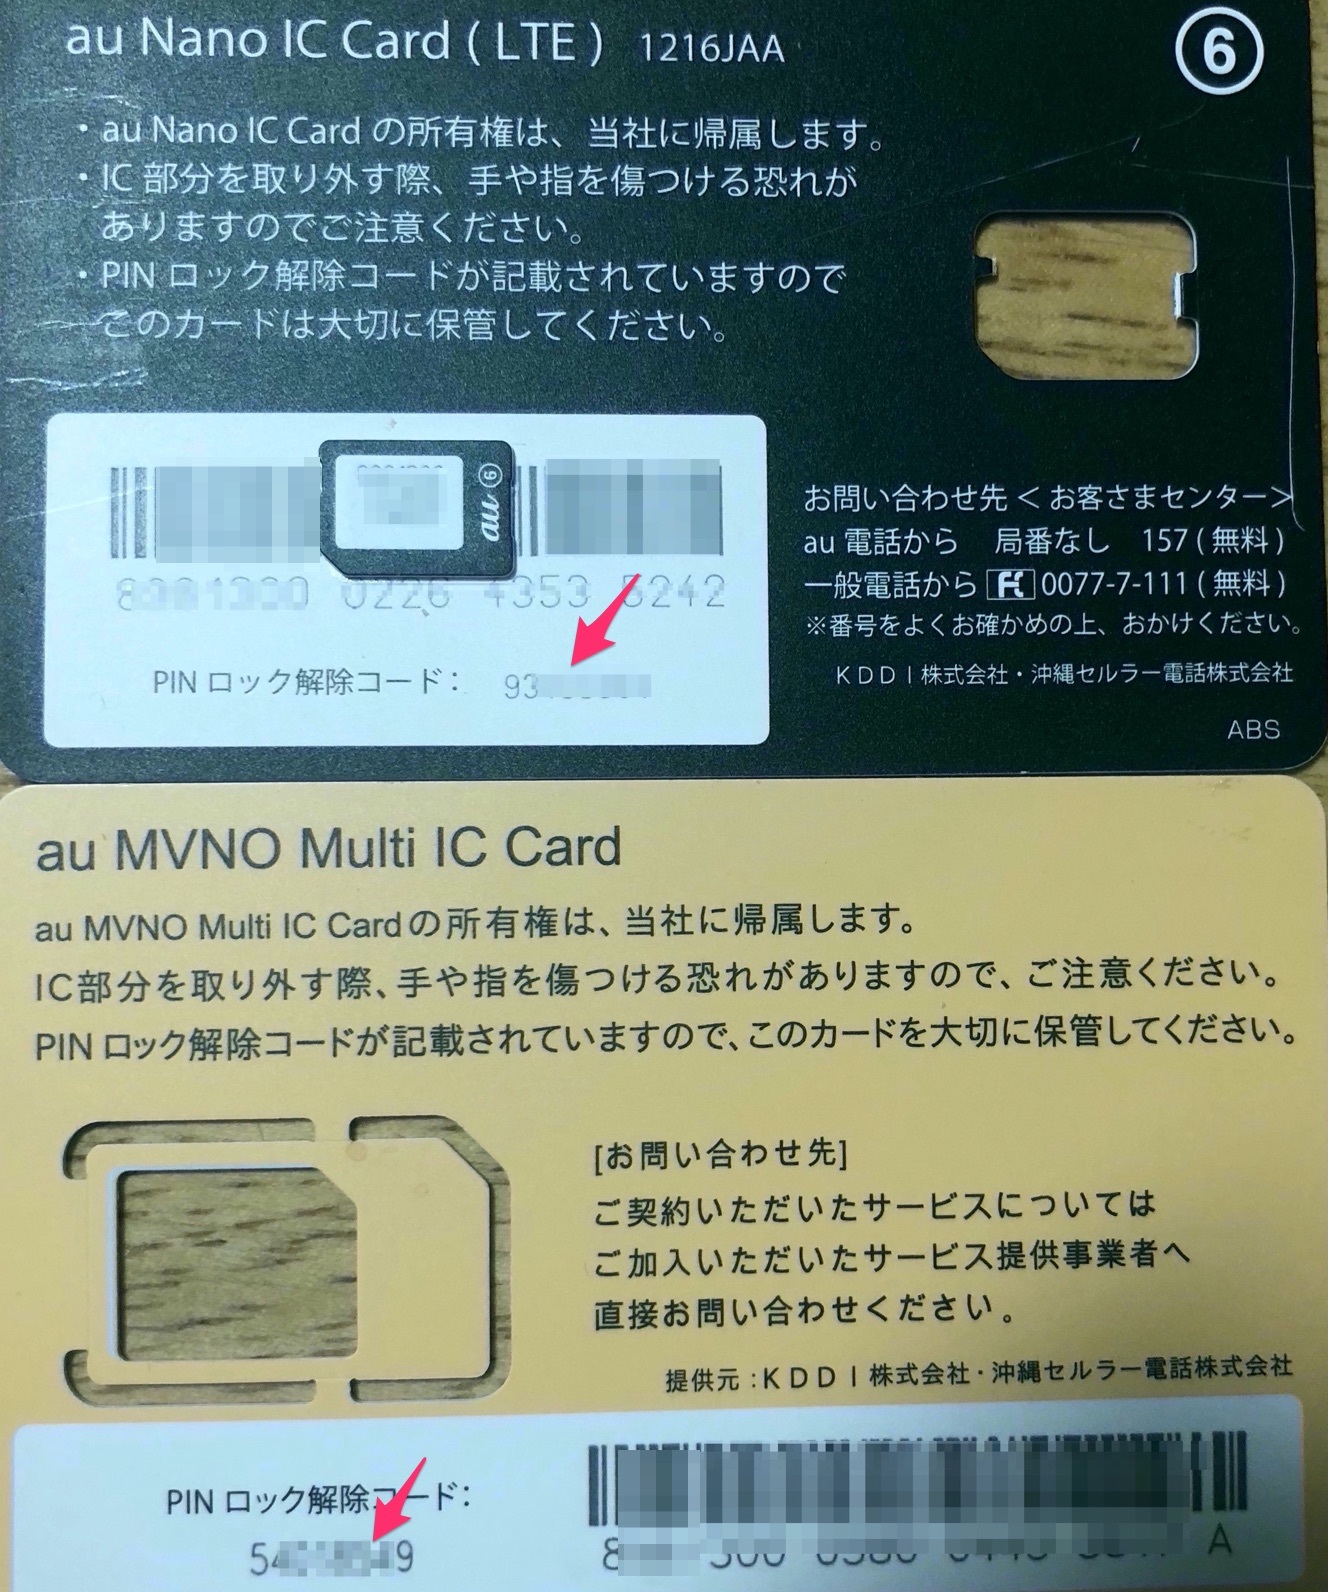 au Nano IC Card ( LTE ) 1216JAA
⑥
・au Nano IC Card の所有権は、当社に帰属します。
・IC 部分を取り外す際、手や指を傷つける恐れが
ありますのでご注意ください。
・PIN ロック解除コードが記載されていますので
このカードは大切に保管してください。
au ⑥
PIN ロック解除コード：
お問い合わせ先 < お客さまセンター>
au 電話から 局番なし 157 ( 無料 )
一般電話から 0077-7-111 ( 無料 )
※番号をよくお確かめの上、おかけください。
ＫＤＤＩ株式会社・沖縄セルラー電話株式会社
ABS
au MVNO Multi IC Card
au MVNO Multi IC Cardの所有権は、当社に帰属します。
IC部分を取り外す際、手や指を傷つける恐れがありますので、ご注意ください。
PIN ロック解除コードが記載されていますので、このカードを大切に保管してください。
[お問い合わせ先]
ご契約いただいたサービスについては
ご加入いただいたサービス提供事業者へ
直接お問い合わせください。
提供元：ＫＤＤＩ株式会社・沖縄セルラー電話株式会社
PIN ロック解除コード：
A